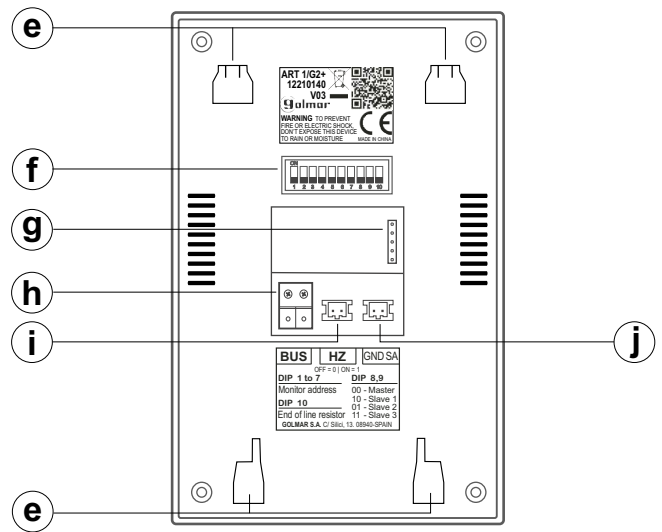 e
ART 1/G2+
12210140
V03
golmar
WARNING TO PREVENT
FIRE OR ELECTRIC SHOCK,
DON'T EXPOSE THIS DEVICE
TO RAIN OR MOISTURE
CE
MADE IN CHINA
f
ON
1 2 3 4 5 6 7 8 9 10
g
h
i
j
BUS HZ GND SA
OFF = 0 | ON = 1
DIP 1 to 7 DIP 8,9
Monitor address 00 - Master
DIP 10 10 - Slave 1
01 - Slave 2
End of line resistor 11 - Slave 3
GOLMAR S.A. C/ Silici, 13. 08940-SPAIN
e